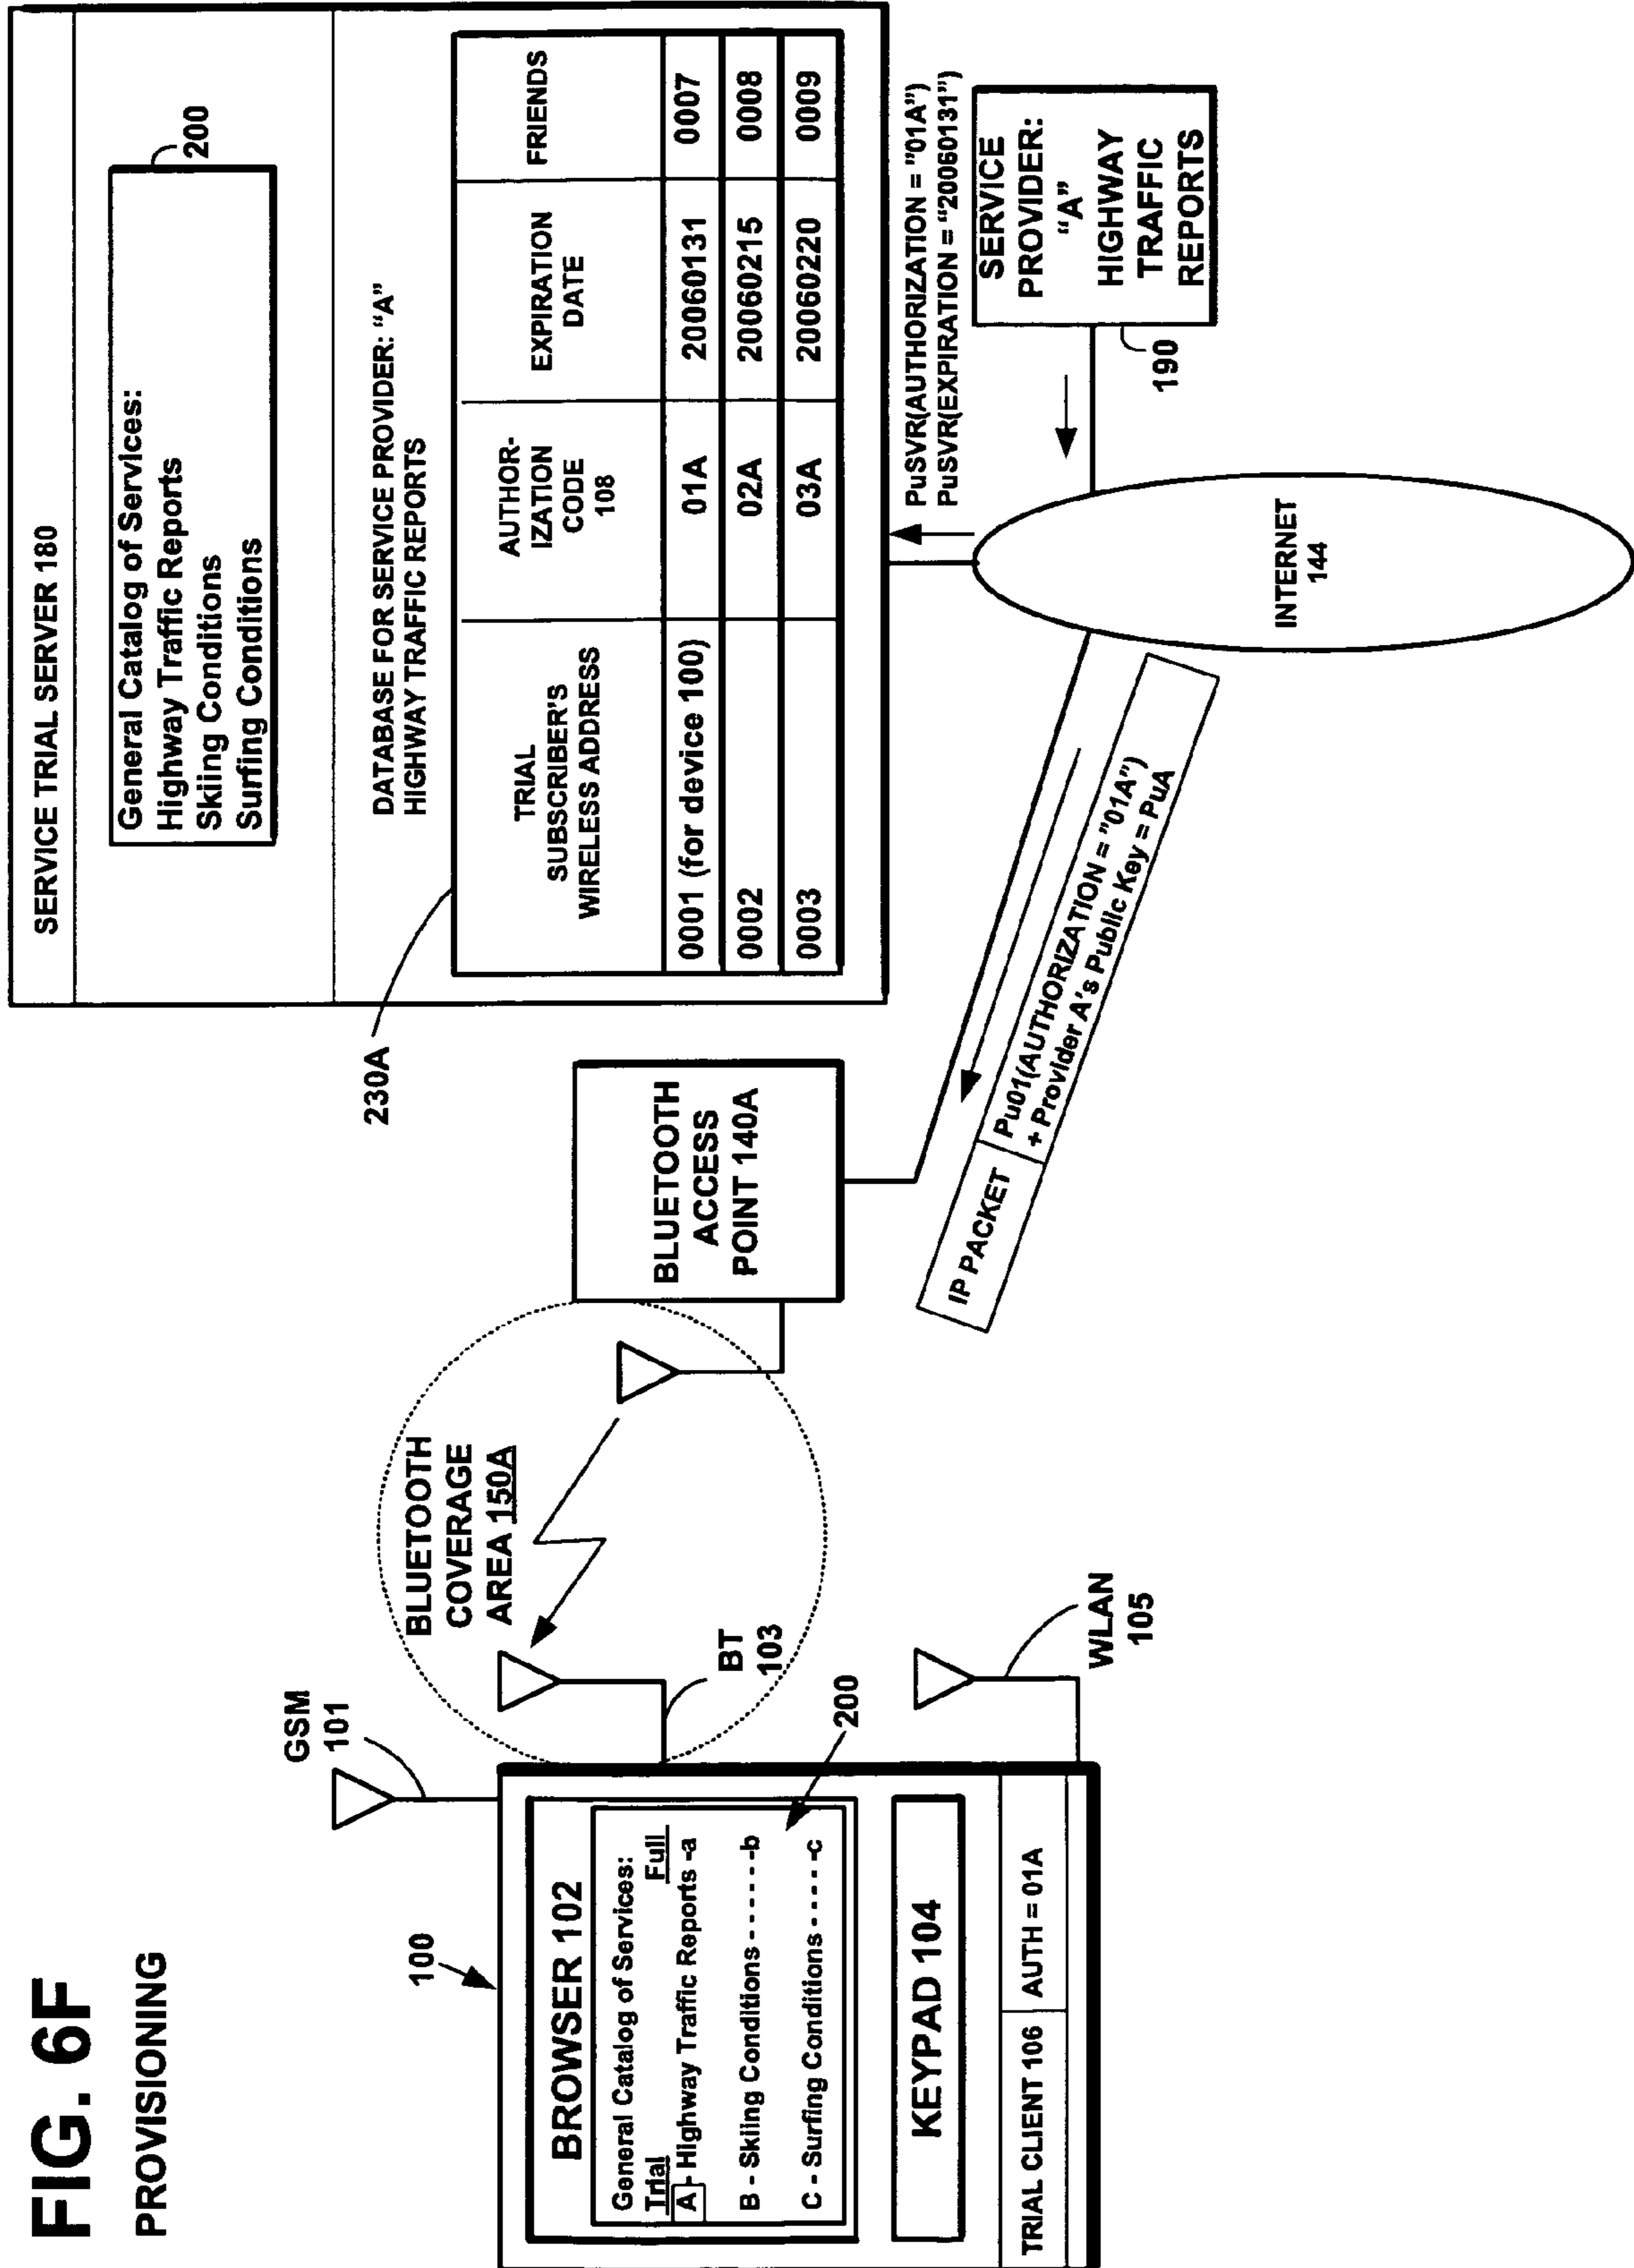 FIG. 6F
PROVISIONING
100
GSM
101
BROWSER 102
General Catalog of Services:
Trial Full
A - Highway Traffic Reports -a
B - Skiing Conditions - - - - - -b
C - Surfing Conditions - - - - -c
200
KEYPAD 104
TRIAL CLIENT 106 AUTH = 01A
BT
103
WLAN
105
BLUETOOTH
COVERAGE
AREA 150A
BLUETOOTH
ACCESS
POINT 140A
IP PACKET
Pu01(AUTHORIZATION = "01A")
+ Provider A's Public Key = PuA
INTERNET
144
SERVICE TRIAL SERVER 180
General Catalog of Services:
Highway Traffic Reports
Skiing Conditions
Surfing Conditions
200
DATABASE FOR SERVICE PROVIDER: "A"
HIGHWAY TRAFFIC REPORTS
230A
TRIAL
SUBSCRIBER'S
WIRELESS ADDRESS
AUTHOR-
IZATION
CODE
108
EXPIRATION
DATE
FRIENDS
0001 (for device 100) 01A 20060131 0007
0002 02A 20060215 0008
0003 03A 20060220 0009
PuSVR(AUTHORIZATION = "01A")
PuSVR(EXPIRATION = "20060131")
SERVICE
PROVIDER:
"A"
HIGHWAY
TRAFFIC
REPORTS
190